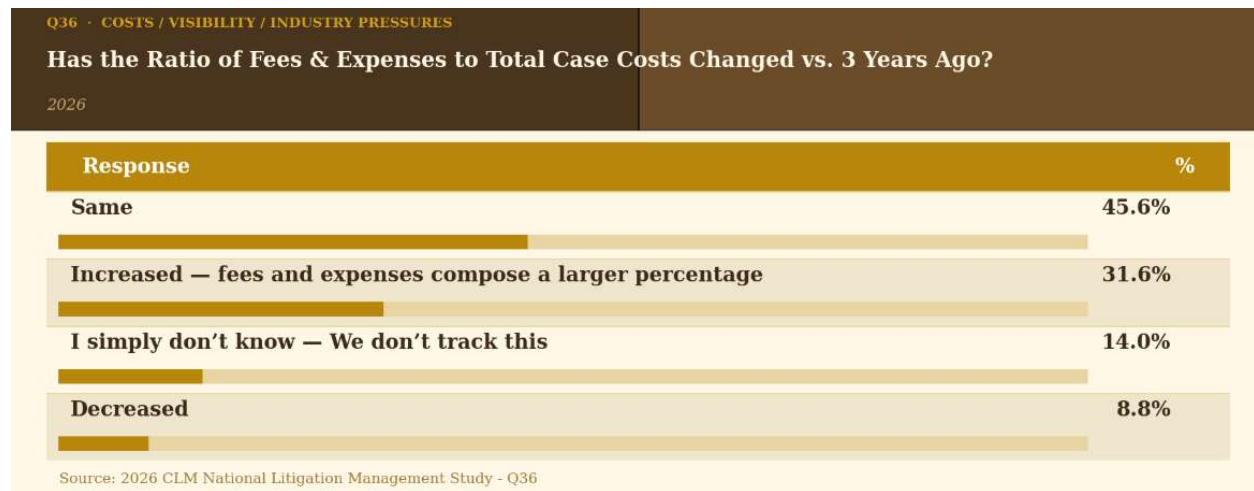 Q36 · COSTS / VISIBILITY / INDUSTRY PRESSURES
Has the Ratio of Fees & Expenses to Total Case Costs Changed vs. 3 Years Ago?
2026
Response %
Same 45.6%
Increased — fees and expenses compose a larger percentage 31.6%
I simply don’t know — We don’t track this 14.0%
Decreased 8.8%
Source: 2026 CLM National Litigation Management Study - Q36